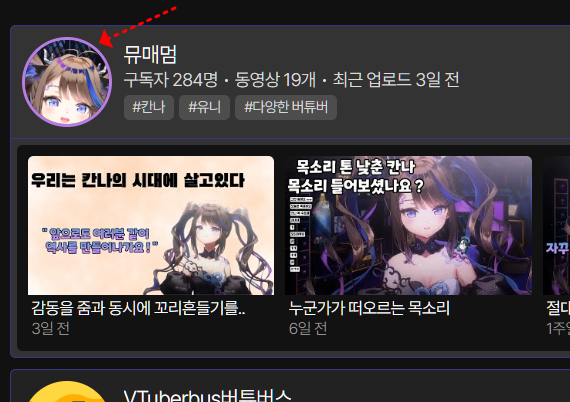 뮤매멈
구독자 284명 • 동영상 19개 • 최근 업로드 3일 전
#칸나 #유니 #다양한 버튜버
우리는 칸나의 시대에 살고있다
" 앞으로도 여러분 같이
역사를 만들어나가요 ! "
감동을 줌과 동시에 꼬리흔들기를..
3일 전
목소리 톤 낮춘 칸나
목소리 들어보셨나요 ?
누군가가 떠오르는 목소리
6일 전
자꾸
절대
1주일
VTuberbus버튜버스